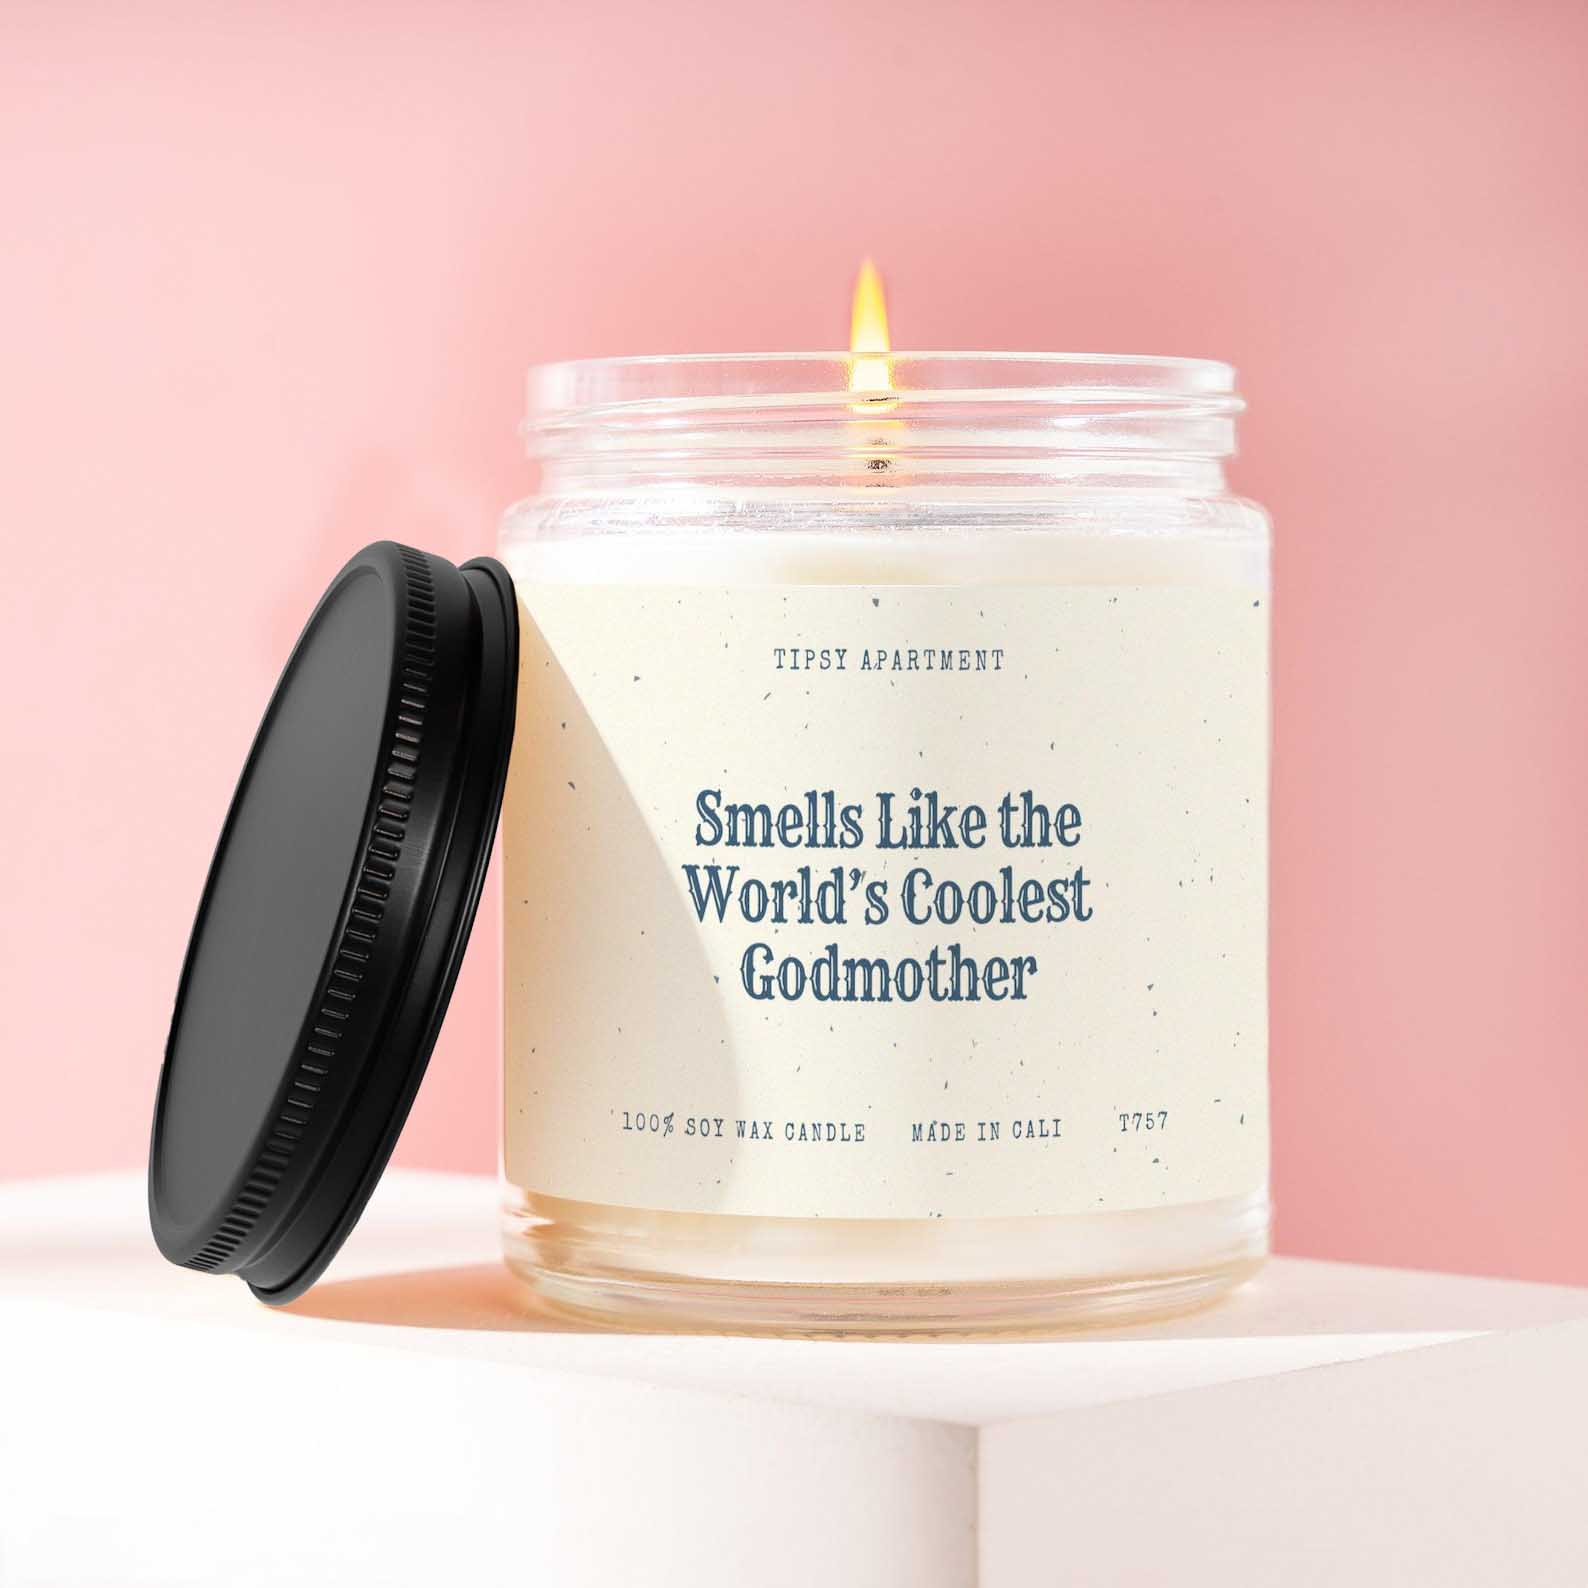 TIPSY APARTMENT
Smells Like the
World's Coolest
Godmother
100% SOY WAX CANDLE MADE IN CALI T757